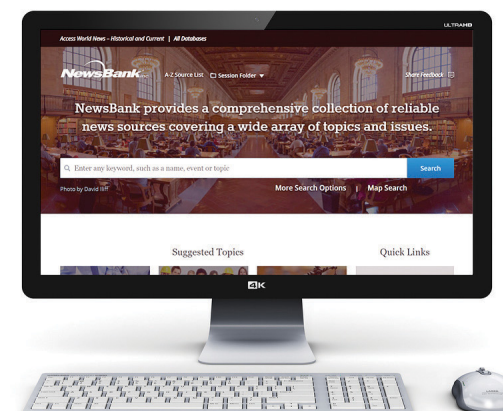 ULTRAHD
Access World News – Historical and Current | All Databases
NewsBank
A-Z Source List Session Folder
Share Feedback
NewsBank provides a comprehensive collection of reliable
news sources covering a wide array of topics and issues.
Enter any keyword, such as a name, event or topic
Search
Photo by David Iliff
More Search Options | Map Search
Suggested Topics
Quick Links
4K